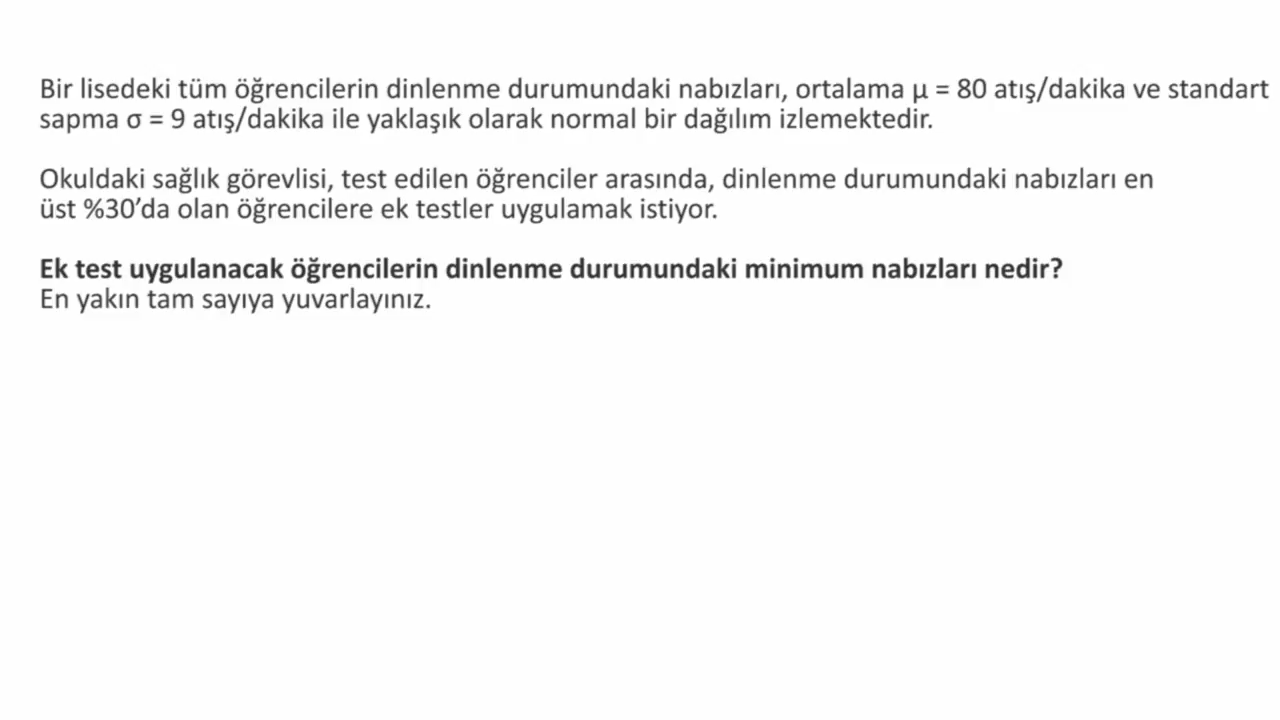 Bir lisedeki tüm öğrencilerin dinlenme durumundaki nabızları, ortalama μ = 80 atış/dakika ve standart
sapma σ = 9 atış/dakika ile yaklaşık olarak normal bir dağılım izlemektedir.
Okuldaki sağlık görevlisi, test edilen öğrenciler arasında, dinlenme durumundaki nabızları en
üst %30’da olan öğrencilere ek testler uygulamak istiyor.
Ek test uygulanacak öğrencilerin dinlenme durumundaki minimum nabızları nedir?
En yakın tam sayıya yuvarlayınız.